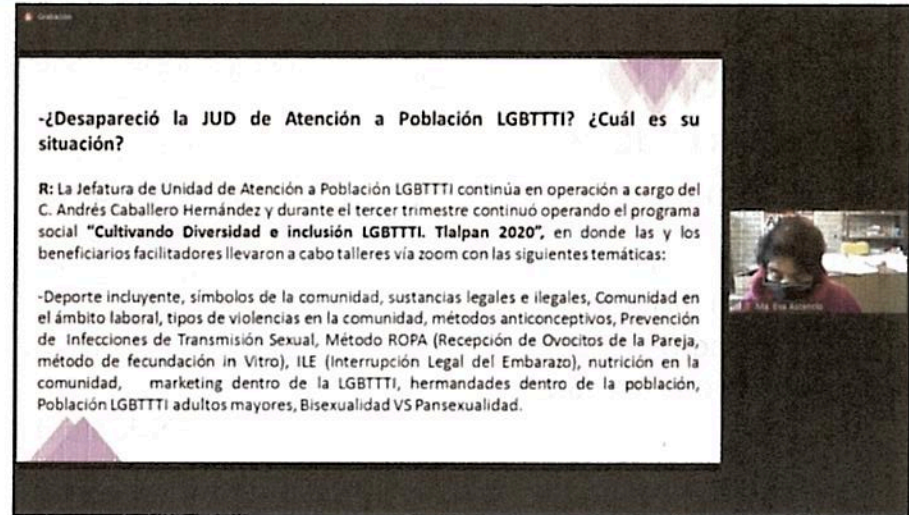 Grabación
-¿Desapareció la JUD de Atención a Población LGBTTTI? ¿Cuál es su
situación?
R: La Jefatura de Unidad de Atención a Población LGBTTTI continúa en operación a cargo del
C. Andrés Caballero Hernández y durante el tercer trimestre continuó operando el programa
social "Cultivando Diversidad e inclusión LGBTTTI. Tlalpan 2020", en donde las y los
beneficiarios facilitadores llevaron a cabo talleres vía zoom con las siguientes temáticas:
-Deporte incluyente, símbolos de la comunidad, sustancias legales e ilegales, Comunidad en
el ámbito laboral, tipos de violencias en la comunidad, métodos anticonceptivos, Prevención
de Infecciones de Transmisión Sexual, Método ROPA (Recepción de Ovocitos de la Pareja,
método de fecundación in Vitro), ILE (Interrupción Legal del Embarazo), nutrición en la
comunidad, marketing dentro de la LGBTTTI, hermandades dentro de la población,
Población LGBTTTI adultos mayores, Bisexualidad VS Pansexualidad.
Ma. Eva